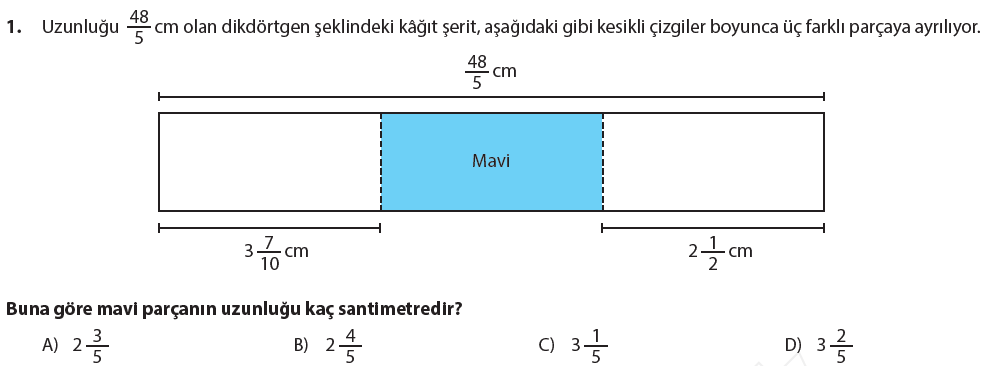 1. Uzunluğu 48/5 cm olan dikdörtgen şeklindeki kâğıt şerit, aşağıdaki gibi kesikli çizgiler boyunca üç farklı parçaya ayrılıyor.
48/5 cm
Mavi
3 7/10 cm 2 1/2 cm
Buna göre mavi parçanın uzunluğu kaç santimetredir?
A) 2 3/5 B) 2 4/5 C) 3 1/5 D) 3 2/5